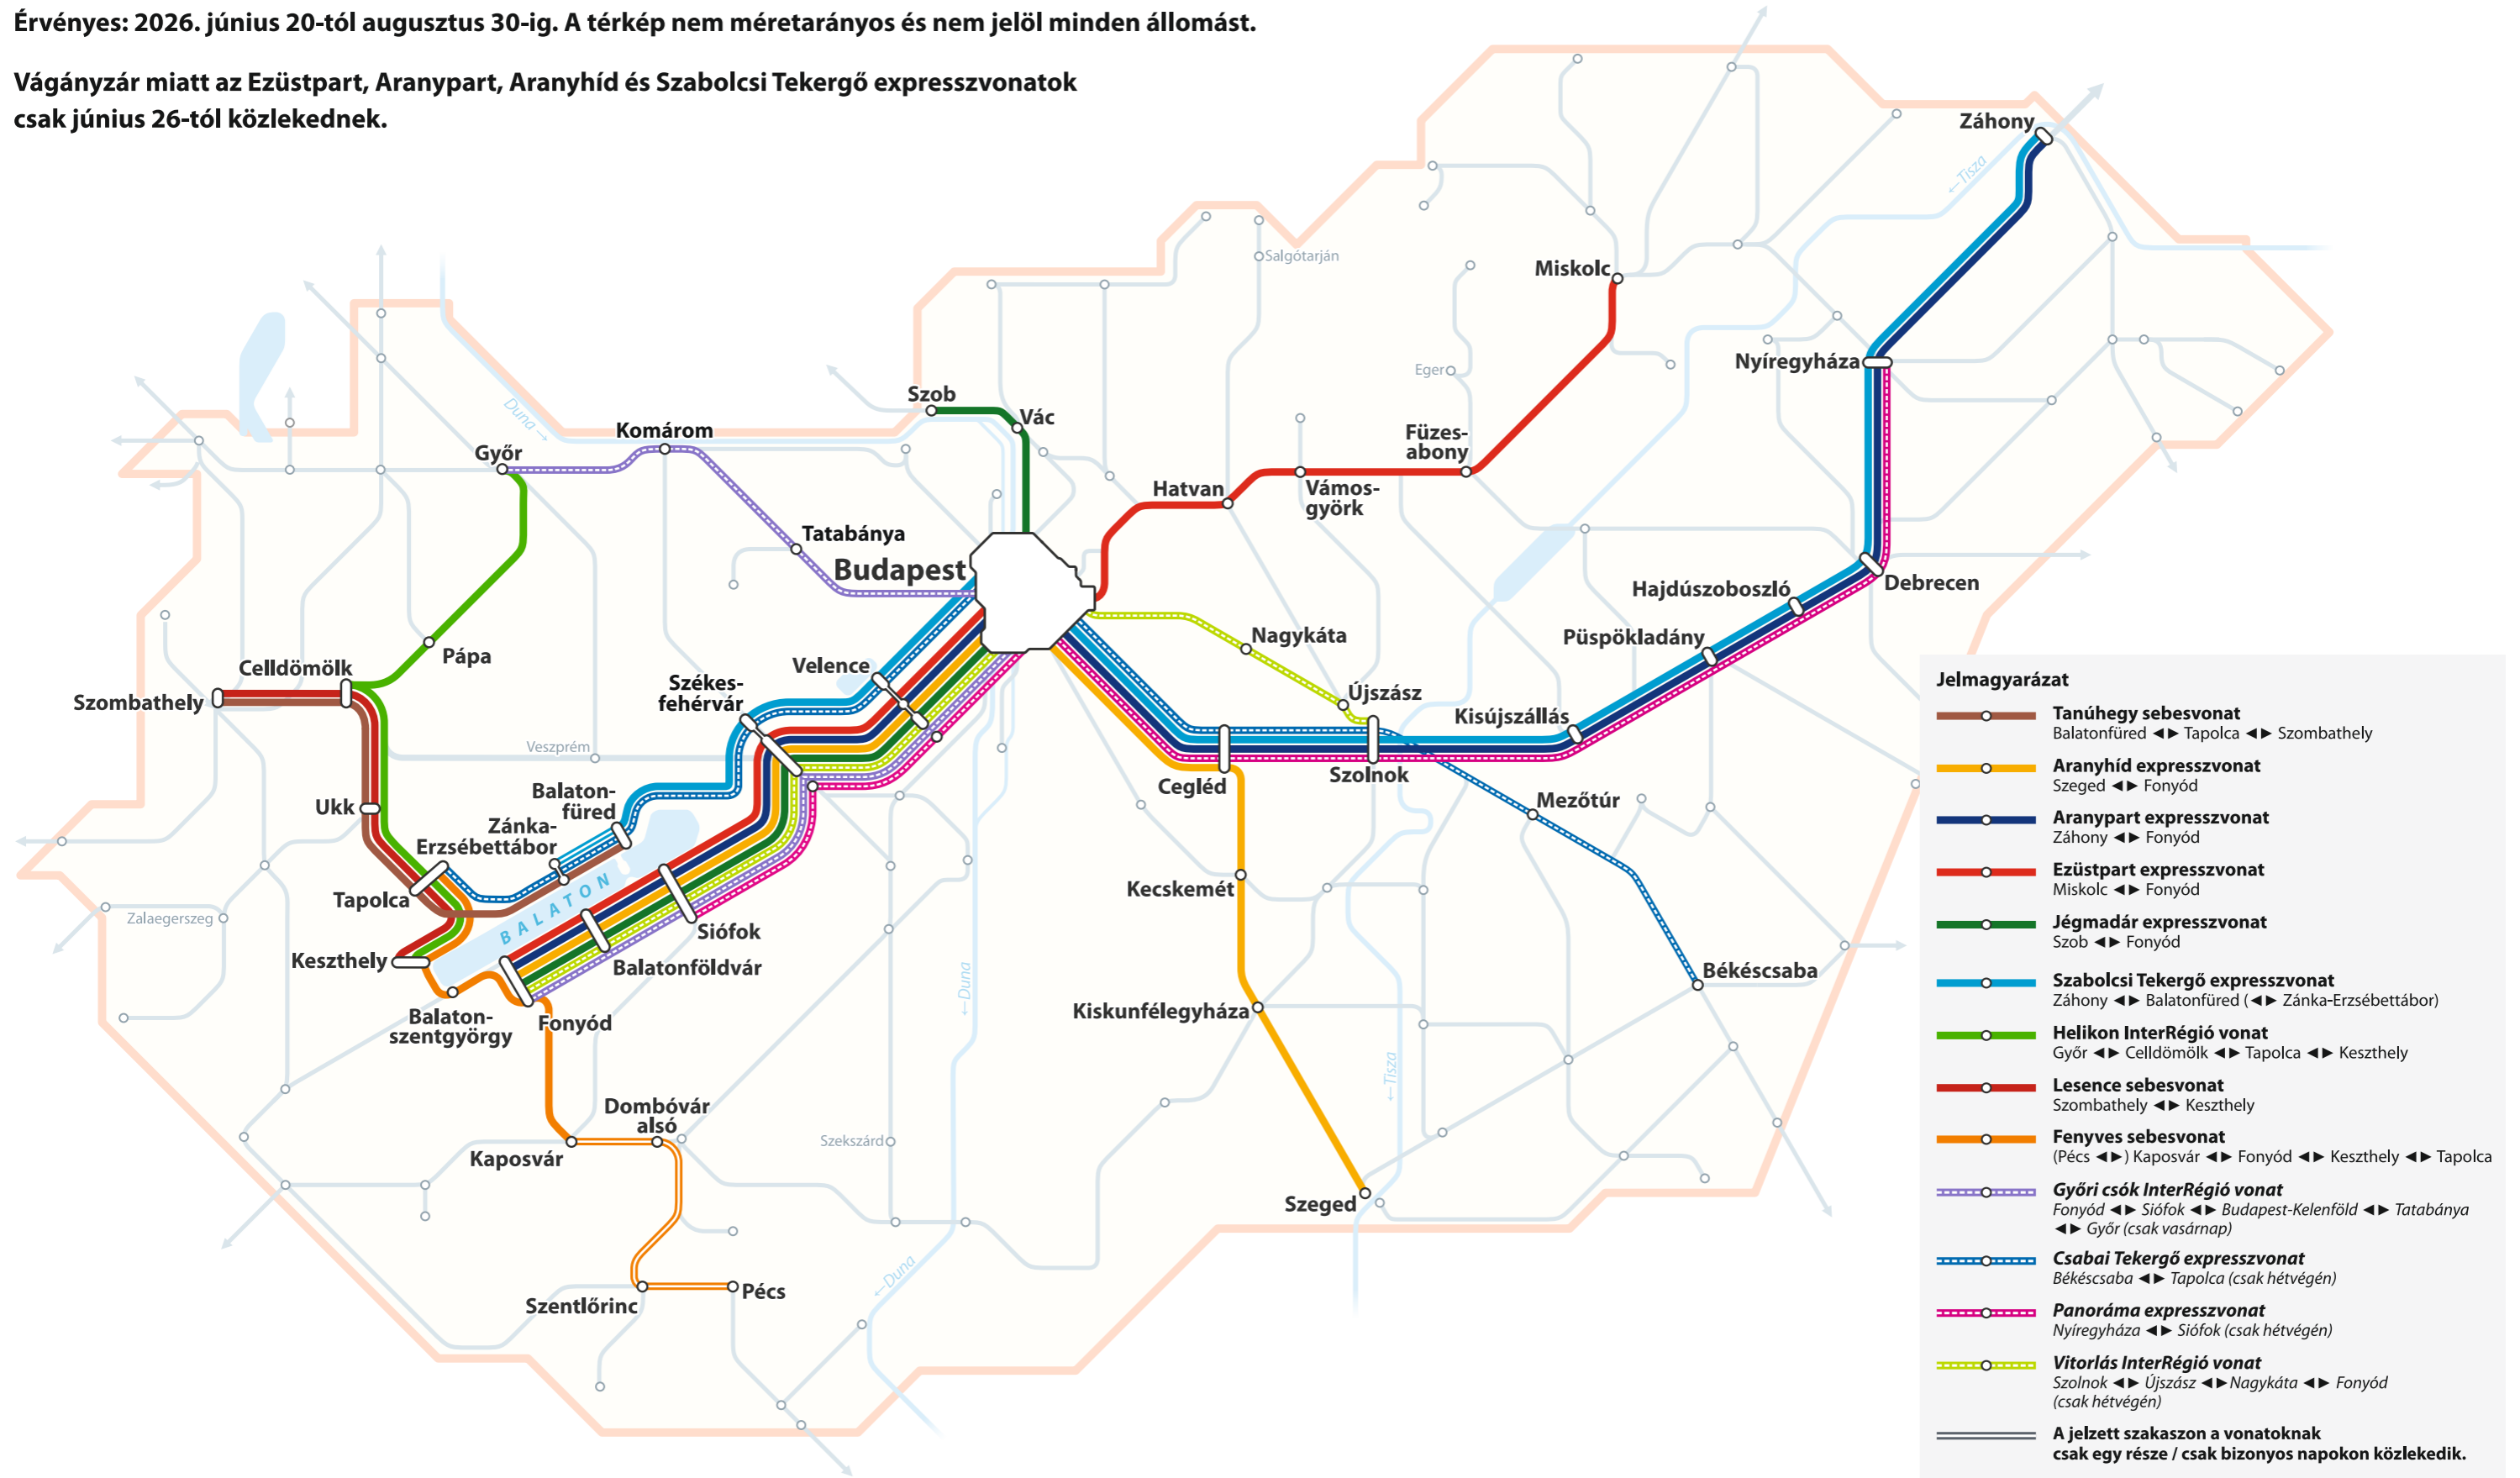 Érvényes: 2026. június 20-tól augusztus 30-ig. A térkép nem méretarányos és nem jelöl minden állomást.
Vágányzár miatt az Ezüstpart, Aranypart, Aranyhíd és Szabolcsi Tekergő expresszvonatok
csak június 26-tól közlekednek.
Záhony
←Tisza
Salgótarján
Miskolc
Nyíregyháza
Eger
Szob
Vác
Duna→
Komárom
Győr
Füzes-
abony
Hatvan
Vámos-
györk
Tatabánya
Budapest
Debrecen
Hajdúszoboszló
Püspökladány
Nagykáta
Pápa
Celldömölk
Velence
Szombathely
Székes-
fehérvár
Újszász
Kisújszállás
Veszprém
Szolnok
Cegléd
Ukk
Balaton-
füred
Zánka-
Erzsébettábor
Mezőtúr
Tapolca
Kecskemét
Zalaegerszeg
BALATON
Siófok
Keszthely
Balatonföldvár
Békéscsaba
←Duna
Kiskunfélegyháza
Balaton-
szentgyörgy
Fonyód
←Tisza
Dombóvár
alsó
Szekszárd
Kaposvár
Szeged
←Duna
Szentlőrinc
Pécs
Jelmagyarázat
Tanúhegy sebesvonat
Balatonfüred ◄► Tapolca ◄► Szombathely
Aranyhíd expresszvonat
Szeged ◄► Fonyód
Aranypart expresszvonat
Záhony ◄► Fonyód
Ezüstpart expresszvonat
Miskolc ◄► Fonyód
Jégmadár expresszvonat
Szob ◄► Fonyód
Szabolcsi Tekergő expresszvonat
Záhony ◄► Balatonfüred (◄► Zánka-Erzsébettábor)
Helikon InterRégió vonat
Győr ◄► Celldömölk ◄► Tapolca ◄► Keszthely
Lesence sebesvonat
Szombathely ◄► Keszthely
Fenyves sebesvonat
(Pécs ◄►) Kaposvár ◄► Fonyód ◄► Keszthely ◄► Tapolca
Győri csók InterRégió vonat
Fonyód ◄► Siófok ◄► Budapest-Kelenföld ◄► Tatabánya
◄► Győr (csak vasárnap)
Csabai Tekergő expresszvonat
Békéscsaba ◄► Tapolca (csak hétvégén)
Panoráma expresszvonat
Nyíregyháza ◄► Siófok (csak hétvégén)
Vitorlás InterRégió vonat
Szolnok ◄► Újszász ◄►Nagykáta ◄► Fonyód
(csak hétvégén)
A jelzett szakaszon a vonatoknak
csak egy része / csak bizonyos napokon közlekedik.